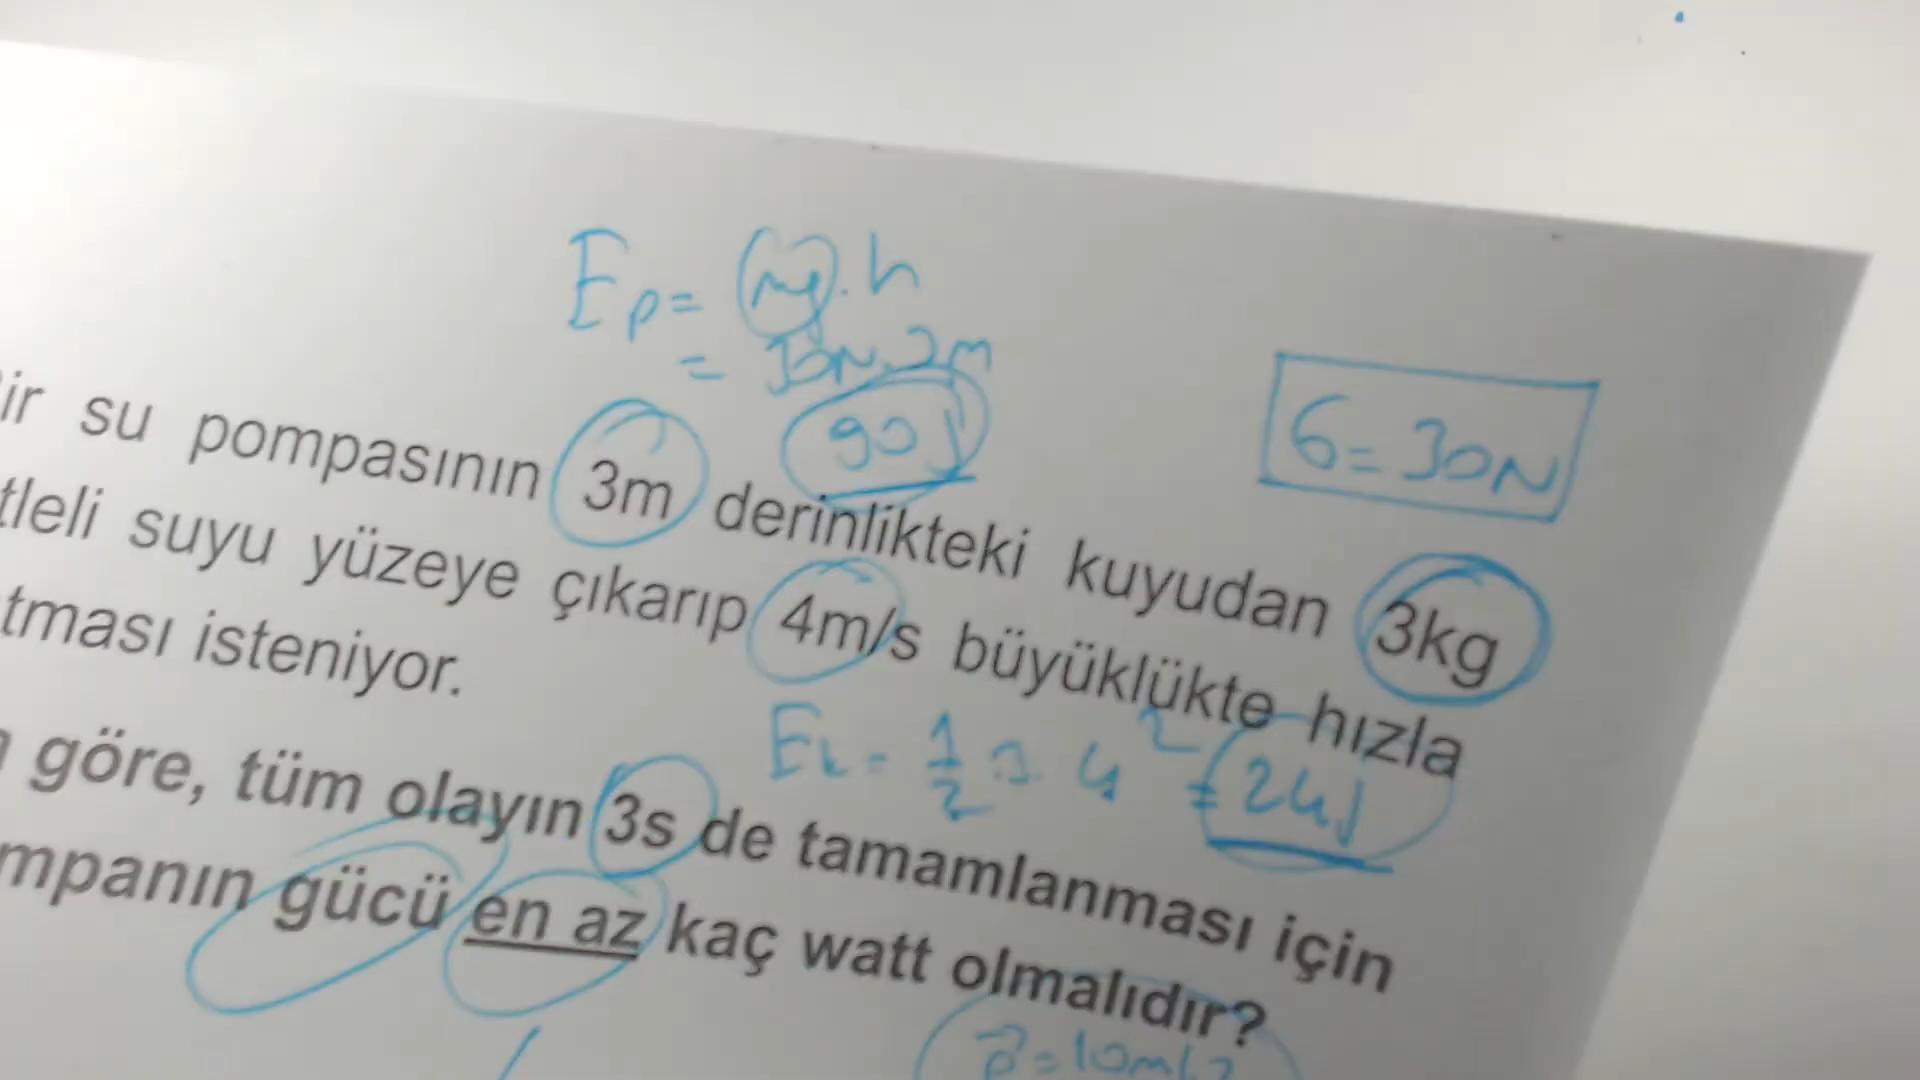 Ep = mg.h
= 30N.3m
90J
G = 30N
ir su pompasının 3m derinlikteki kuyudan 3kg
tleli suyu yüzeye çıkarıp 4m/s büyüklükte hızla
tması isteniyor.
Ek = 1/2 3. 4² = 24J
göre, tüm olayın 3s de tamamlanması için
mpanın gücü en az kaç watt olmalıdır?